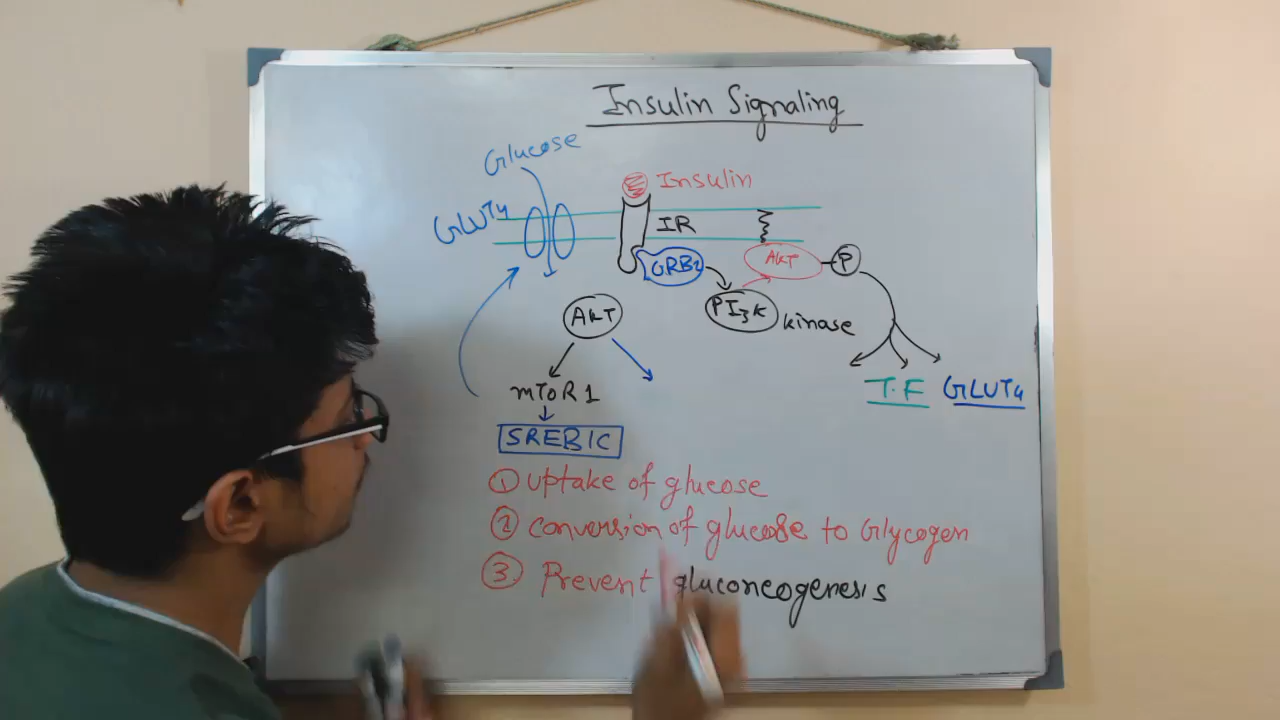 Insulin Signaling
Glucose
Insulin
GLUT4
IR
GRB2
AKT
P
PI3K
kinase
AKT
T.F GLUT4
mTOR1
SREBIC
① uptake of glucose
② conversion of glucose to Glycogen
③ Prevent gluconeogenesis